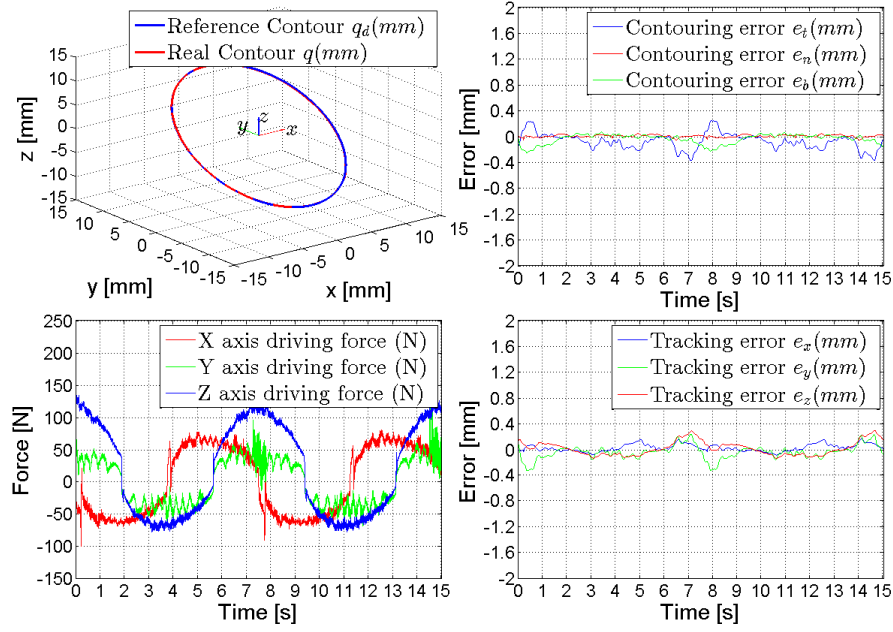 Reference Contour q_d(mm)
Real Contour q(mm)
15
10
5
0
-5
-10
-15
z [mm]
y
z
x
15
10
5
0
-5
-10
-15
y [mm]
-15
-10
-5
0
5
10
15
x [mm]
Contouring error e_t(mm)
Contouring error e_n(mm)
Contouring error e_b(mm)
2
1.6
1.2
0.8
0.4
0
-0.4
-0.8
-1.2
-1.6
-2
Error [mm]
0 1 2 3 4 5 6 7 8 9 10 11 12 13 14 15
Time [s]
X axis driving force (N)
Y axis driving force (N)
Z axis driving force (N)
250
200
150
100
50
0
-50
-100
-150
Force [N]
0 1 2 3 4 5 6 7 8 9 10 11 12 13 14 15
Time [s]
Tracking error e_x(mm)
Tracking error e_y(mm)
Tracking error e_z(mm)
2
1.6
1.2
0.8
0.4
0
-0.4
-0.8
-1.2
-1.6
-2
Error [mm]
0 1 2 3 4 5 6 7 8 9 10 11 12 13 14 15
Time [s]